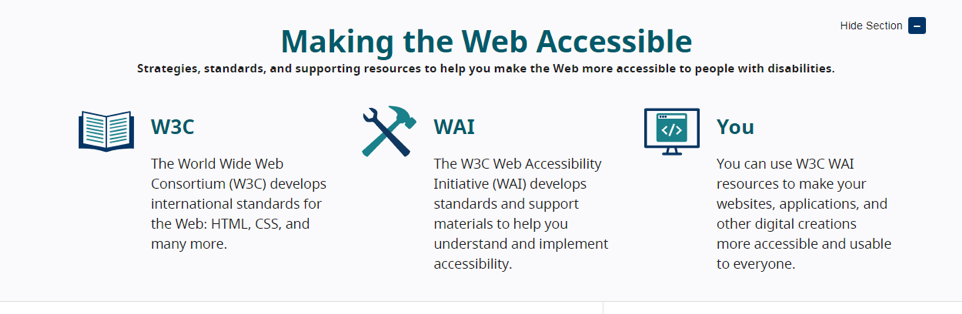 Hide Section
Making the Web Accessible
Strategies, standards, and supporting resources to help you make the Web more accessible to people with disabilities.
W3C
The World Wide Web
Consortium (W3C) develops
international standards for
the Web: HTML, CSS, and
many more.
WAI
The W3C Web Accessibility
Initiative (WAI) develops
standards and support
materials to help you
understand and implement
accessibility.
You
You can use W3C WAI
resources to make your
websites, applications, and
other digital creations
more accessible and usable
to everyone.